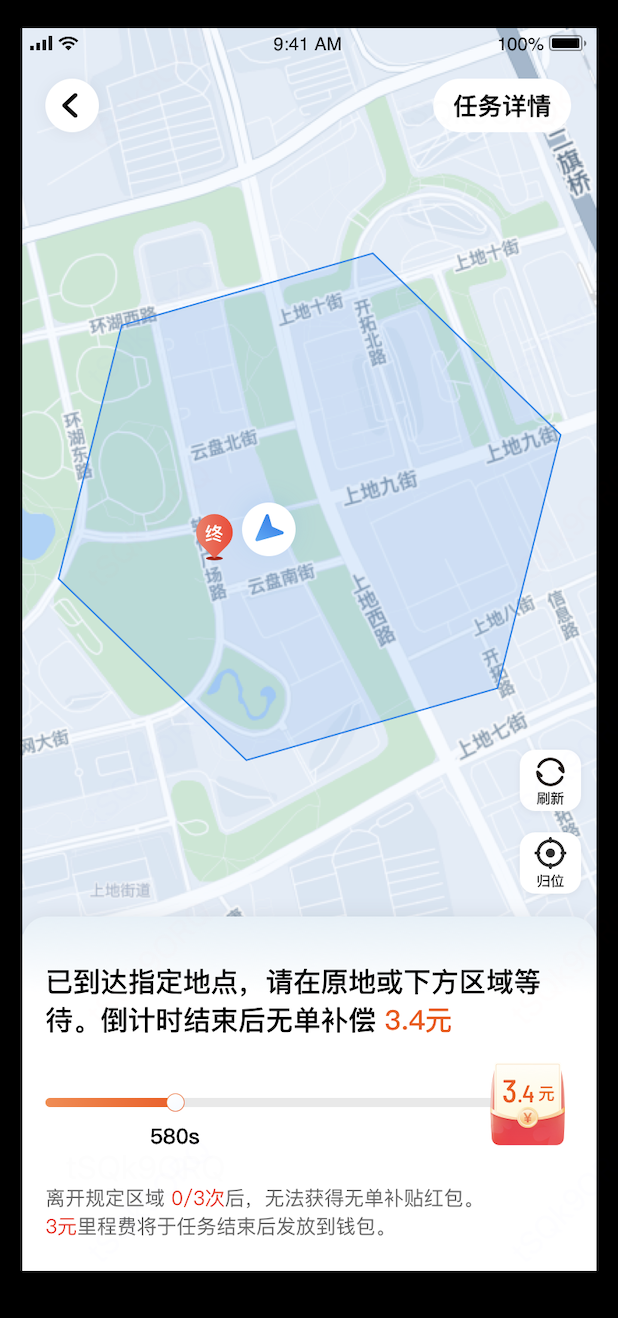 9:41 AM
100%
任务详情
三旗桥
上地十街
环湖西路
上地十街
开拓北路
环湖东路
云盘北街
上地九街
上地九街
终
广场路
云盘南街
上地西路
上地八街
信息路
开拓路
网大街
上地七街
刷新
拓路
归位
上地街道
已到达指定地点，请在原地或下方区域等
待。倒计时结束后无单补偿 3.4元
3.4 元
¥
580s
离开规定区域 0/3次后，无法获得无单补贴红包。
3元里程费将于任务结束后发放到钱包。